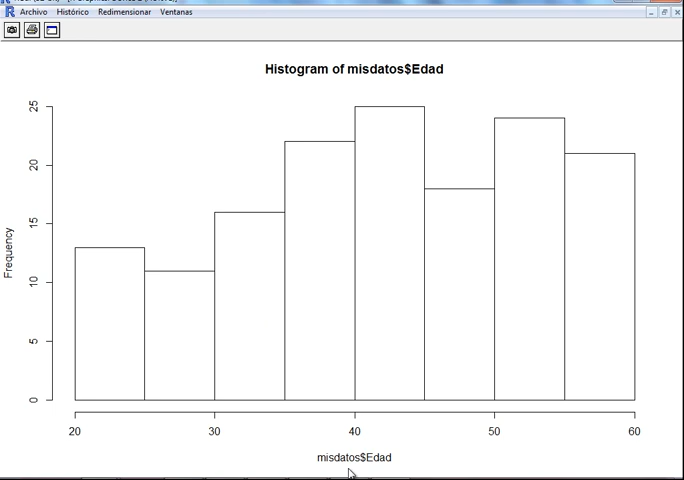 Archivo Histórico Redimensionar Ventanas
Histogram of misdatos$Edad
25
20
15
10
5
0
Frequency
20 30 40 50 60
misdatos$Edad